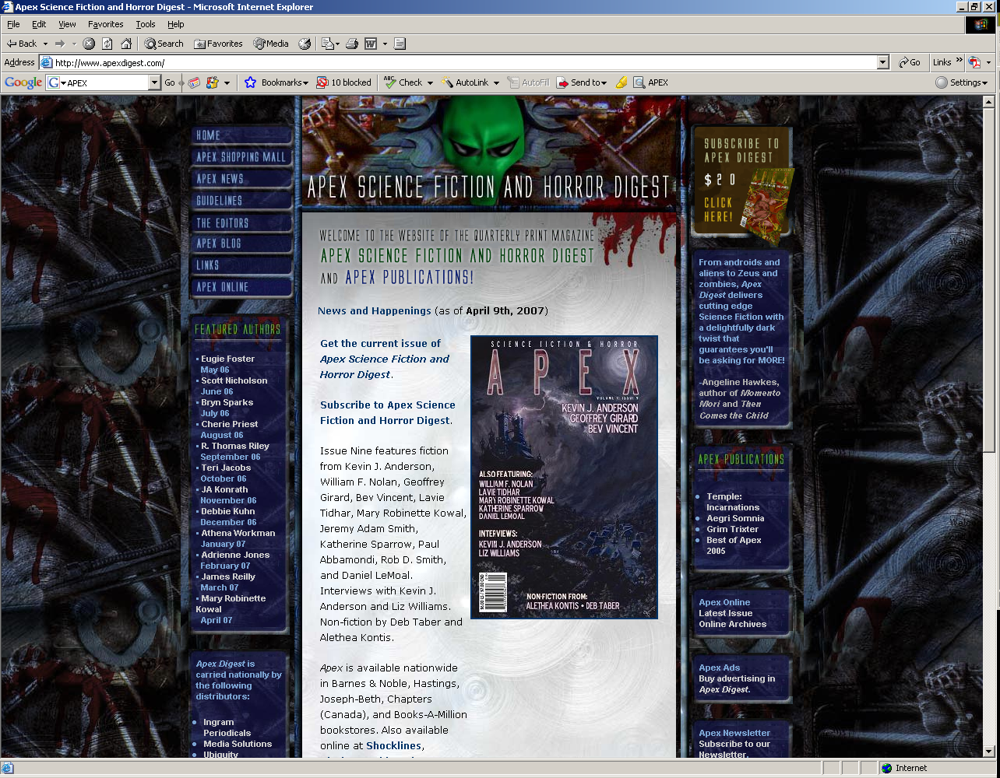 Apex Science Fiction and Horror Digest - Microsoft Internet Explorer
File Edit View Favorites Tools Help
Back Search Favorites Media
Address http://www.apexdigest.com/ Go Links
Google APEX Go Bookmarks 10 blocked ABC Check AutoLink AutoFill Send to APEX Settings
HOME
APEX SHOPPING MALL
APEX NEWS
GUIDELINES
THE EDITORS
APEX BLOG
LINKS
APEX ONLINE
FEATURED AUTHORS
Eugie Foster
May 06
Scott Nicholson
June 06
Bryn Sparks
July 06
Cherie Priest
August 06
R. Thomas Riley
September 06
Teri Jacobs
October 06
JA Konrath
November 06
Debbie Kuhn
December 06
Athena Workman
January 07
Adrienne Jones
February 07
James Reilly
March 07
Mary Robinette
Kowal
April 07
Apex Digest is
carried nationally by
the following
distributors:
Ingram
Periodicals
Media Solutions
Ubiquity
APEX SCIENCE FICTION AND HORROR DIGEST
WELCOME TO THE WEBSITE OF THE QUARTERLY PRINT MAGAZINE
APEX SCIENCE FICTION AND HORROR DIGEST
AND APEX PUBLICATIONS!
News and Happenings (as of April 9th, 2007)
Get the current issue of
Apex Science Fiction and
Horror Digest.
Subscribe to Apex Science
Fiction and Horror Digest.
Issue Nine features fiction
from Kevin J. Anderson,
William F. Nolan, Geoffrey
Girard, Bev Vincent, Lavie
Tidhar, Mary Robinette Kowal,
Jeremy Adam Smith,
Katherine Sparrow, Paul
Abbamondi, Rob D. Smith,
and Daniel LeMoal.
Interviews with Kevin J.
Anderson and Liz Williams.
Non-fiction by Deb Taber and
Alethea Kontis.
Apex is available nationwide
in Barnes & Noble, Hastings,
Joseph-Beth, Chapters
(Canada), and Books-A-Million
bookstores. Also available
online at Shocklines,
SCIENCE FICTION & HORROR
APEX
KEVIN J. ANDERSON
GEOFFREY GIRARD
BEV VINCENT
ALSO FEATURING:
WILLIAM F. NOLAN
LAVIE TIDHAR
MARY ROBINETTE KOWAL
KATHERINE SPARROW
DANIEL LEMOAL
INTERVIEWS:
KEVIN J. ANDERSON
LIZ WILLIAMS
NON-FICTION FROM:
ALETHEA KONTIS • DEB TABER
SUBSCRIBE TO
APEX DIGEST
$20
CLICK
HERE!
From androids and
aliens to Zeus and
zombies, Apex
Digest delivers
cutting edge
Science Fiction with
a delightfully dark
twist that
guarantees you'll
be asking for MORE!
-Angeline Hawkes,
author of Momento
Mori and Then
Comes the Child
APEX PUBLICATIONS
Temple:
Incarnations
Aegri Somnia
Grim Trixter
Best of Apex
2005
Apex Online
Latest Issue
Online Archives
Apex Ads
Buy advertising in
Apex Digest.
Apex Newsletter
Subscribe to our
Newsletter.
Internet